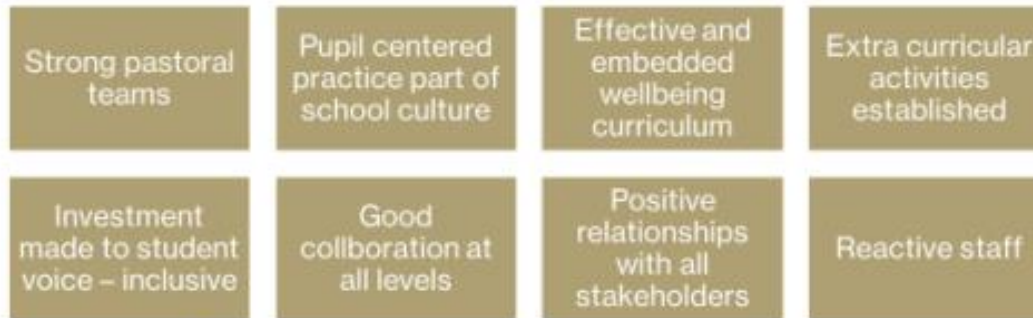 Strong pastoral
teams
Pupil centered
practice part of
school culture
Effective and
embedded
wellbeing
curriculum
Extra curricular
activities
established
Investment
made to student
voice – inclusive
Good
collboration at
all levels
Positive
relationships
with all
stakeholders
Reactive staff